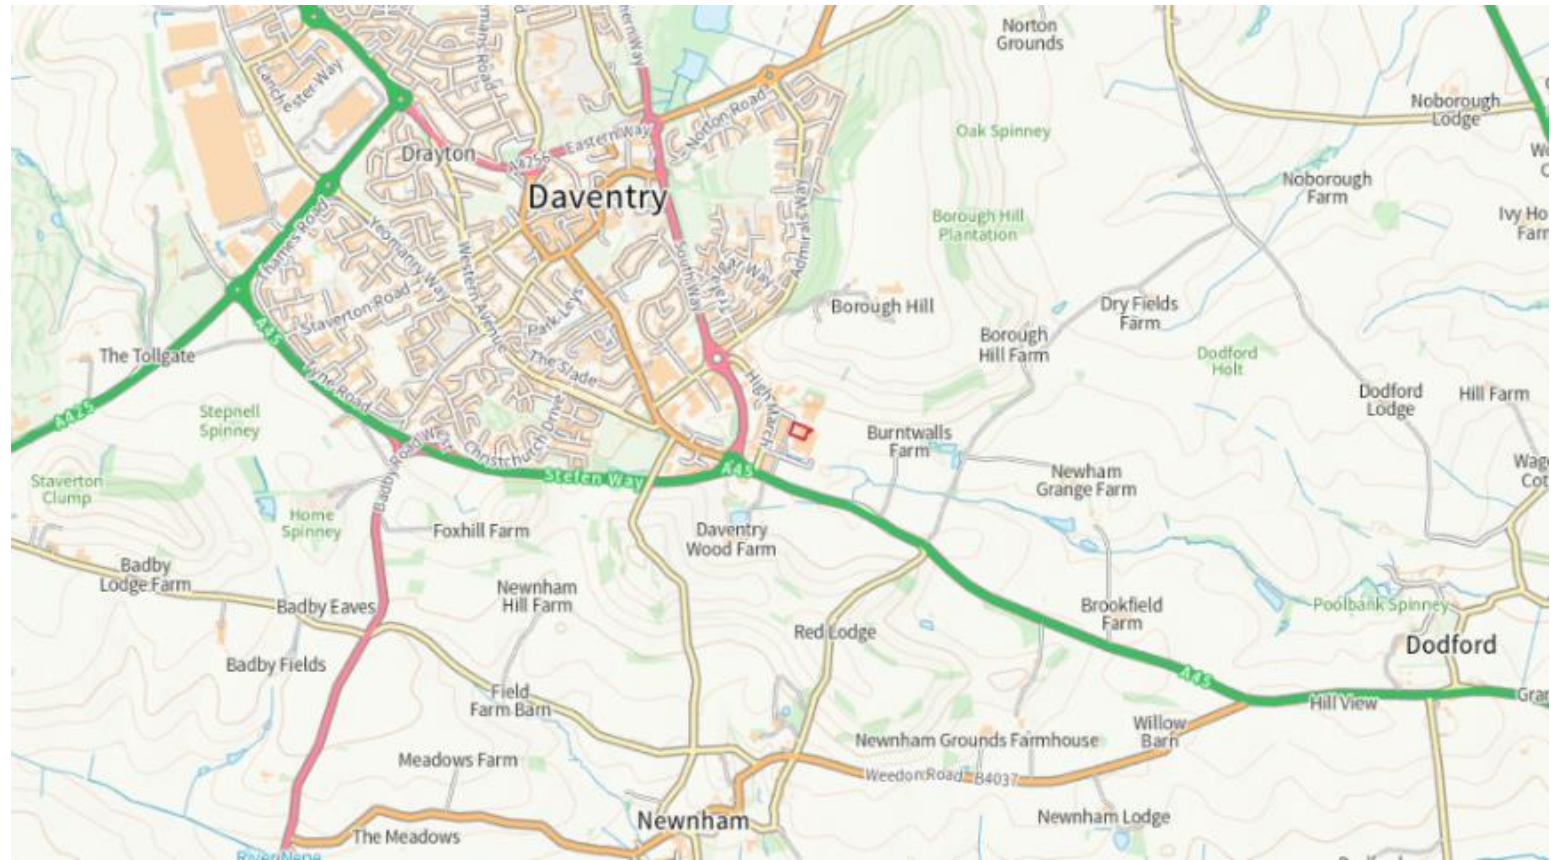 Norton
Grounds
Lanchester-Way
Noborough
Lodge
Oak Spinney
Norton Road
Eastern Way
A4256
Drayton
Daventry
Noborough
Farm
Borough Hill
Plantation
Admirals Way
Thames Road
Yeomanry Way
Western Avenue
South Way
Staverton-Road
Park-Leys
Borough Hill
Dry Fields
Farm
Borough
Hill Farm
A45
The Tollgate
The Slade
Dodford
Holt
Tyne Road
High March
Dodford
Lodge
Hill Farm
A425
Stepnell
Spinney
Christchurch Drive
Burntwalls
Farm
Badby Road West
Stefen Way
A45
Newham
Grange Farm
Staverton
Clump
Home
Spinney
Foxhill Farm
Daventry
Wood Farm
Badby
Lodge Farm
Newnham
Hill Farm
Badby Eaves
Brookfield
Farm
Poolbank Spinney
Red Lodge
Dodford
Badby Fields
A45
Field
Farm Barn
Hill View
Willow
Barn
Newnham Grounds Farmhouse
Meadows Farm
Weedon Road B4037
Newnham
Newnham Lodge
The Meadows
River Nene